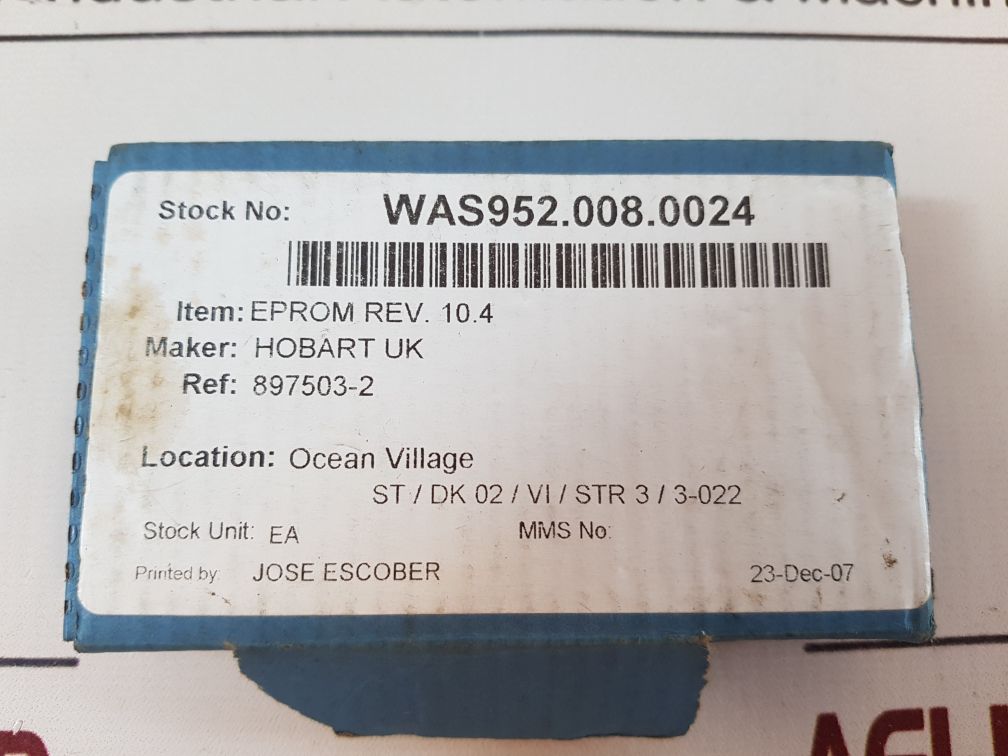 Stock No: WAS952.008.0024
Item: EPROM REV. 10.4
Maker: HOBART UK
Ref: 897503-2
Location: Ocean Village
ST / DK 02 / VI / STR 3 / 3-022
Stock Unit: EA MMS No:
Printed by: JOSE ESCOBER 23-Dec-07